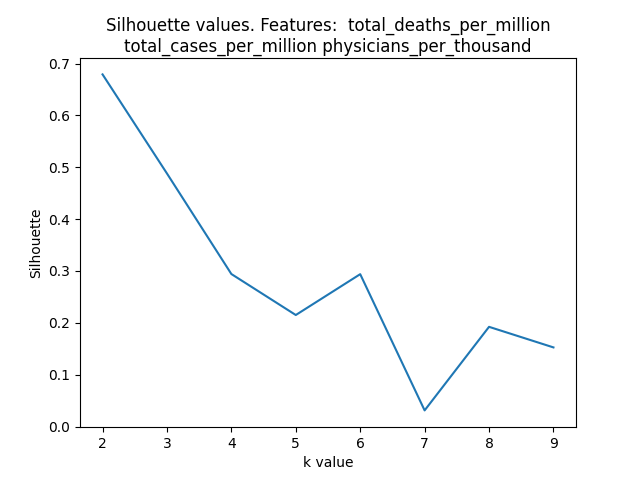 Silhouette values. Features:  total_deaths_per_million
total_cases_per_million physicians_per_thousand
0.7
0.6
0.5
0.4
0.3
0.2
0.1
0.0
Silhouette
2 3 4 5 6 7 8 9
k value